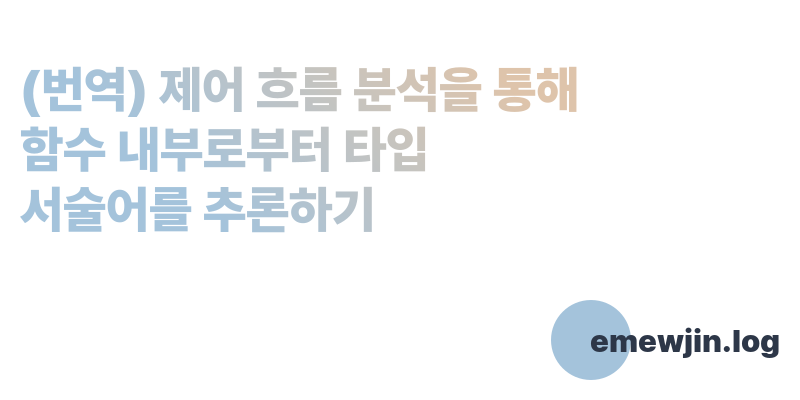 (번역) 제어 흐름 분석을 통해
함수 내부로부터 타입
서술어를 추론하기
emewjin.log